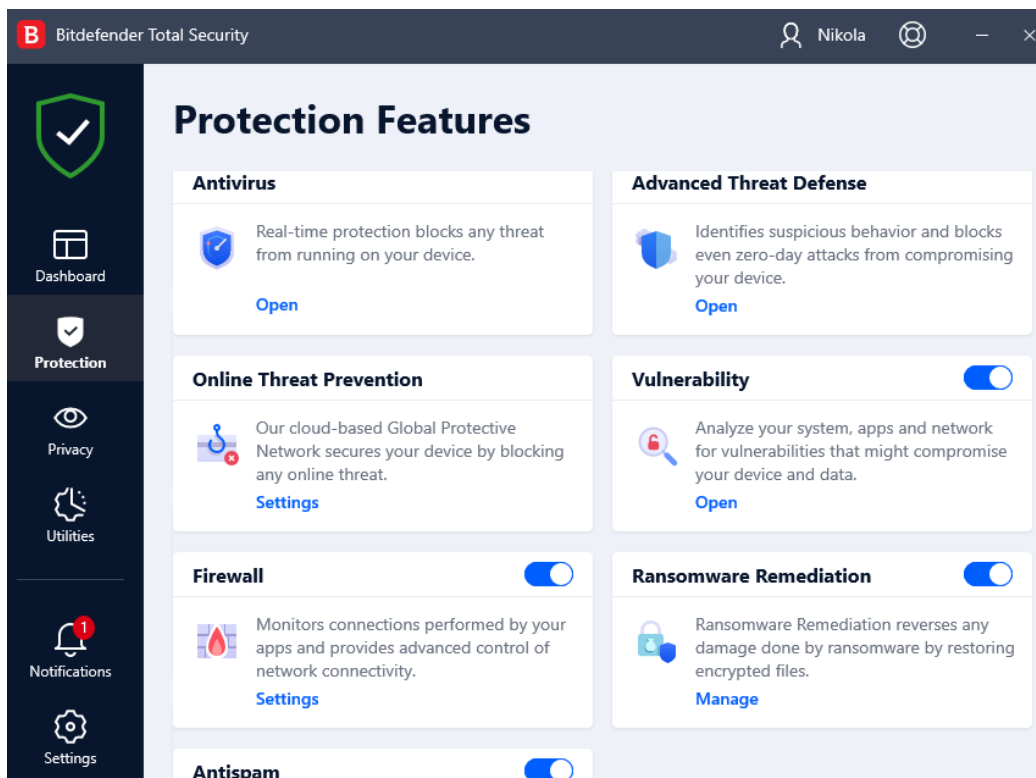 B Bitdefender Total Security
Nikola
Protection Features
Dashboard
Protection
Privacy
Utilities
1
Notifications
Settings
Antivirus
Real-time protection blocks any threat
from running on your device.
Open
Advanced Threat Defense
Identifies suspicious behavior and blocks
even zero-day attacks from compromising
your device.
Open
Online Threat Prevention
Our cloud-based Global Protective
Network secures your device by blocking
any online threat.
Settings
Vulnerability
Analyze your system, apps and network
for vulnerabilities that might compromise
your device and data.
Open
Firewall
Monitors connections performed by your
apps and provides advanced control of
network connectivity.
Settings
Ransomware Remediation
Ransomware Remediation reverses any
damage done by ransomware by restoring
encrypted files.
Manage
Antispam